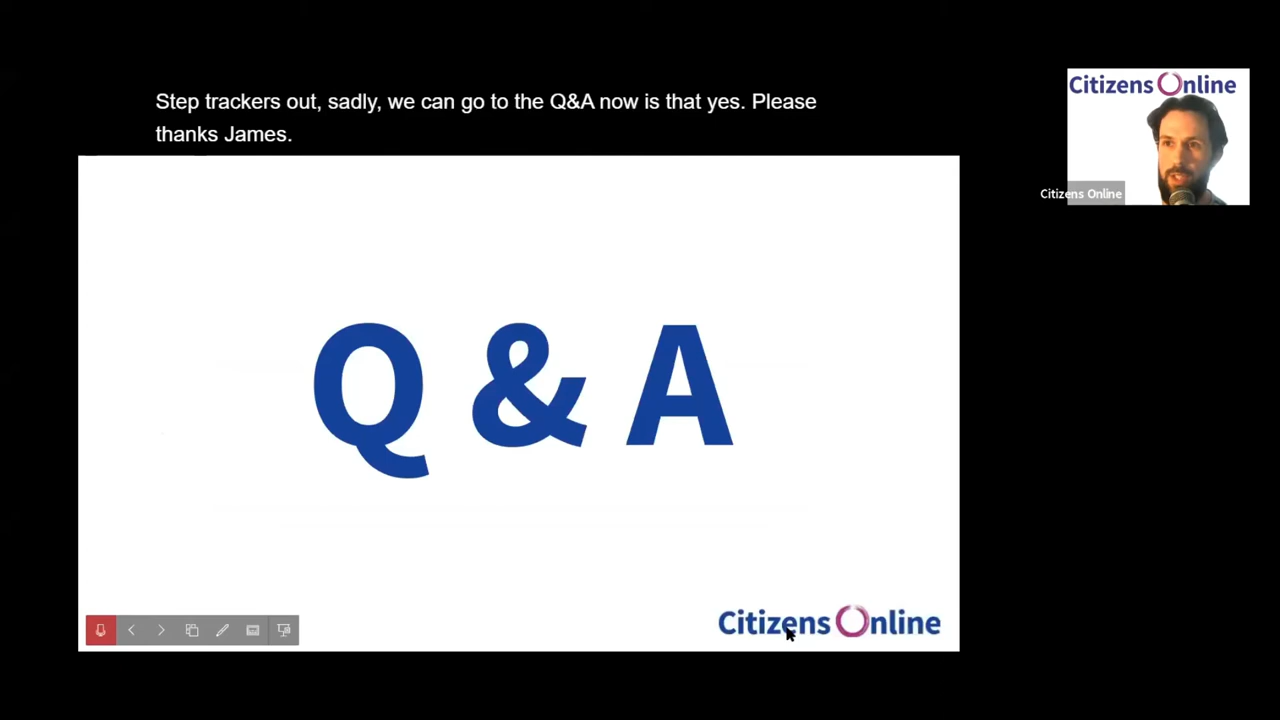 Step trackers out, sadly, we can go to the Q&A now is that yes. Please
thanks James.
Citizens Online
Citizens Online
Q & A
Citizens Online